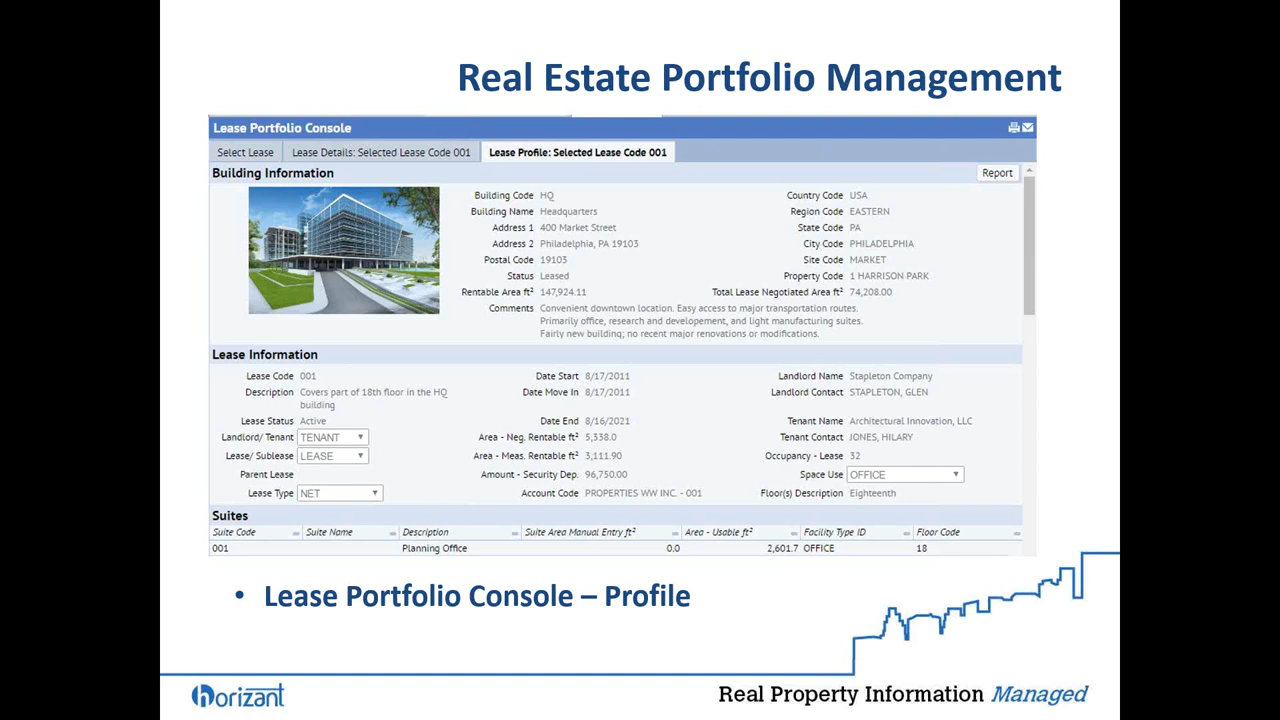 Real Estate Portfolio Management
Lease Portfolio Console
Select Lease Lease Details: Selected Lease Code 001 Lease Profile: Selected Lease Code 001
Building Information Report
Building Code HQ Country Code USA
Building Name Headquarters Region Code EASTERN
Address 1 400 Market Street State Code PA
Address 2 Philadelphia, PA 19103 City Code PHILADELPHIA
Postal Code 19103 Site Code MARKET
Status Leased Property Code 1 HARRISON PARK
Rentable Area ft² 147,924.11 Total Lease Negotiated Area ft² 74,208.00
Comments Convenient downtown location. Easy access to major transportation routes.
Primarily office, research and developement, and light manufacturing suites.
Fairly new building; no recent major renovations or modifications.
Lease Information
Lease Code 001 Date Start 8/17/2011 Landlord Name Stapleton Company
Description Covers part of 18th floor in the HQ Date Move In 8/17/2011 Landlord Contact STAPLETON, GLEN
building
Lease Status Active Date End 8/16/2021 Tenant Name Architectural Innovation, LLC
Landlord/ Tenant TENANT Area - Neg. Rentable ft² 5,338.0 Tenant Contact JONES, HILARY
Lease/ Sublease LEASE Area - Meas. Rentable ft² 3,111.90 Occupancy - Lease 32
Parent Lease Amount - Security Dep. 96,750.00 Space Use OFFICE
Lease Type NET Account Code PROPERTIES WW INC. - 001 Floor(s) Description Eighteenth
Suites
Suite Code Suite Name Description Suite Area Manual Entry ft² Area - Usable ft² Facility Type ID Floor Code
001 Planning Office 0.0 2,601.7 OFFICE 18
• Lease Portfolio Console – Profile
horizant Real Property Information Managed